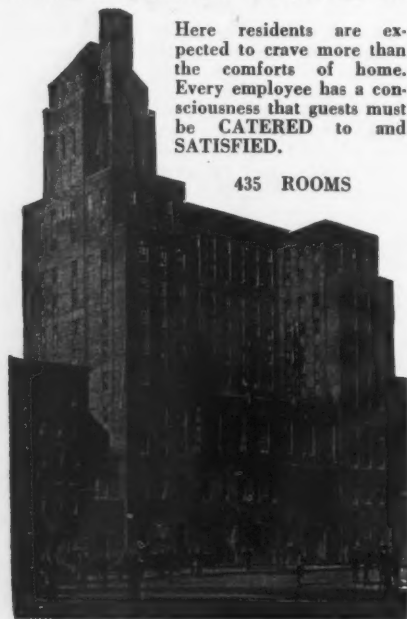 Here residents are ex-
pected to crave more than
the comforts of home.
Every employee has a con-
sciousness that guests must
be CATERED to and
SATISFIED.
435 ROOMS